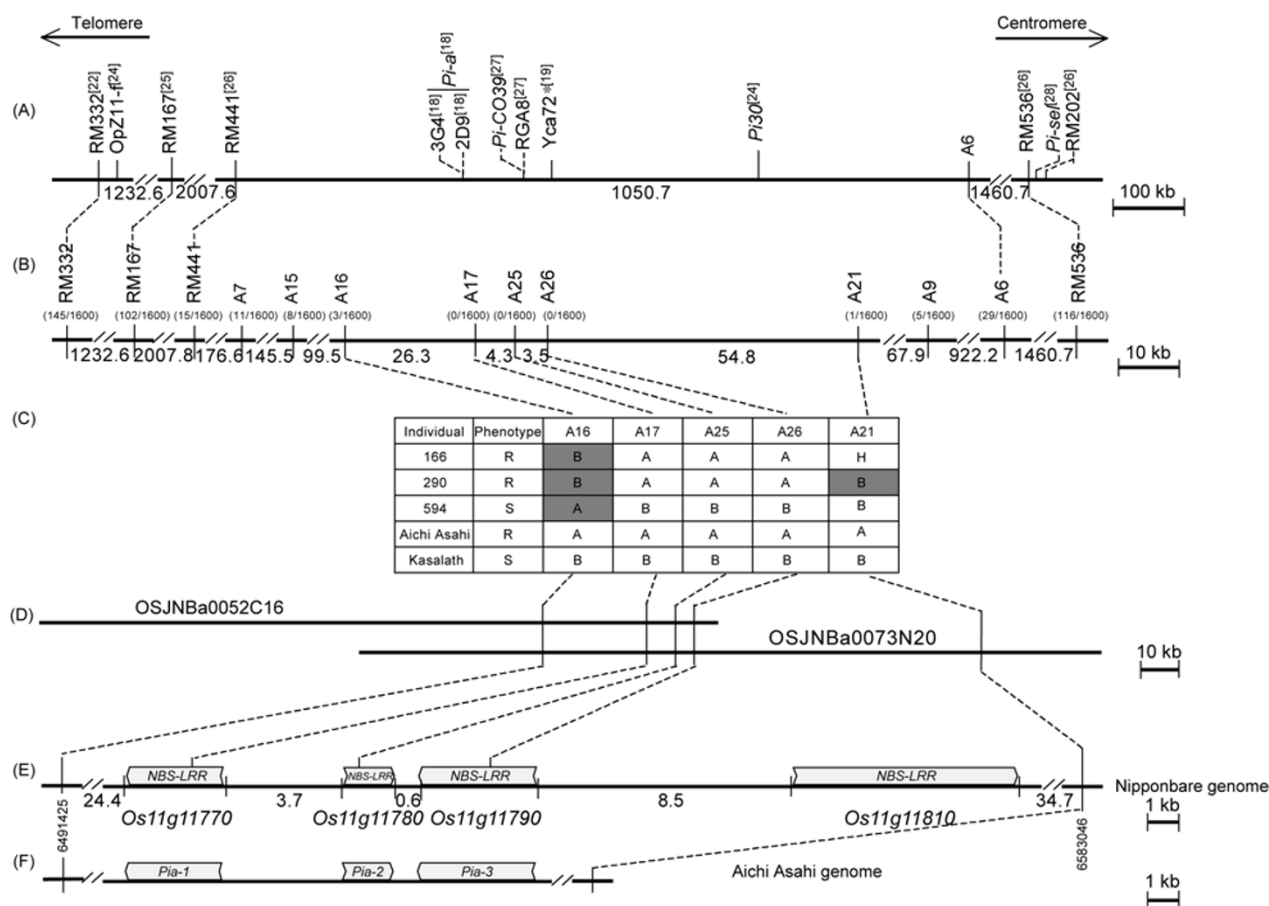 Telomere
Centromere
(A)
RM332[22]
OpZ11-f[24]
RM167[25]
RM441[26]
3G4[18]
Pi-a[18]
2D9[18]
Pi-CO39[27]
RGA8[27]
Yca72*[19]
Pi30[24]
A6
RM536[26]
Pi-sel[28]
RM202[26]
1232.6 2007.6 1050.7 1460.7
100 kb
(B)
RM332 RM167 RM441 A7 A15 A16 A17 A25 A26 A21 A9 A6 RM536
(145/1600) (102/1600) (15/1600) (11/1600) (8/1600) (3/1600) (0/1600) (0/1600) (0/1600) (1/1600) (5/1600) (29/1600) (116/1600)
1232.6 2007.8 176.6 145.5 99.5 26.3 4.3 3.5 54.8 67.9 922.2 1460.7
10 kb
(C)
Individual Phenotype A16 A17 A25 A26 A21
166 R B A A A H
290 R B A A A B
594 S A B B B B
Aichi Asahi R A A A A A
Kasalath S B B B B B
(D)
OSJNBa0052C16
OSJNBa0073N20
10 kb
(E)
NBS-LRR NBS-LRR NBS-LRR NBS-LRR
Nipponbare genome
24.4 3.7 0.6 8.5 34.7
Os11g11770 Os11g11780 Os11g11790 Os11g11810
1 kb
6491425
6583046
(F)
Pia-1 Pia-2 Pia-3
Aichi Asahi genome
1 kb